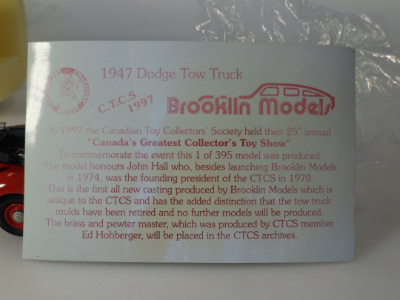 1947 Dodge Tow Truck
C.T.C.S. 1997
Brooklin Models
In 1997 the Canadian Toy Collectors' Society held their 25" annual
"Canada's Greatest Collector's Toy Show"
To commemorate the event this 1 of 395 model was produced.
The model honours John Hall who, besides launching Brooklin Models
in 1974, was the founding president of the CTCS in 1970.
This is the first all new casting produced by Brooklin Models which is
unique to the CTCS and has the added distinction that the tow truck
molds have been retired and no further models will be produced.
The brass and pewter master, which was produced by CTCS member
Ed Hohberger, will be placed in the CTCS archives.